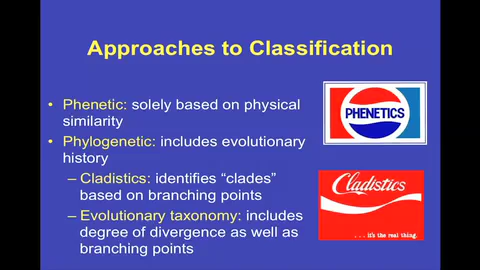 Approaches to Classification
• Phenetic: solely based on physical
similarity
• Phylogenetic: includes evolutionary
history
– Cladistics: identifies “clades”
based on branching points
– Evolutionary taxonomy: includes
degree of divergence as well as
branching points
PHENETICS
Cladistics
. . . it's the real thing.